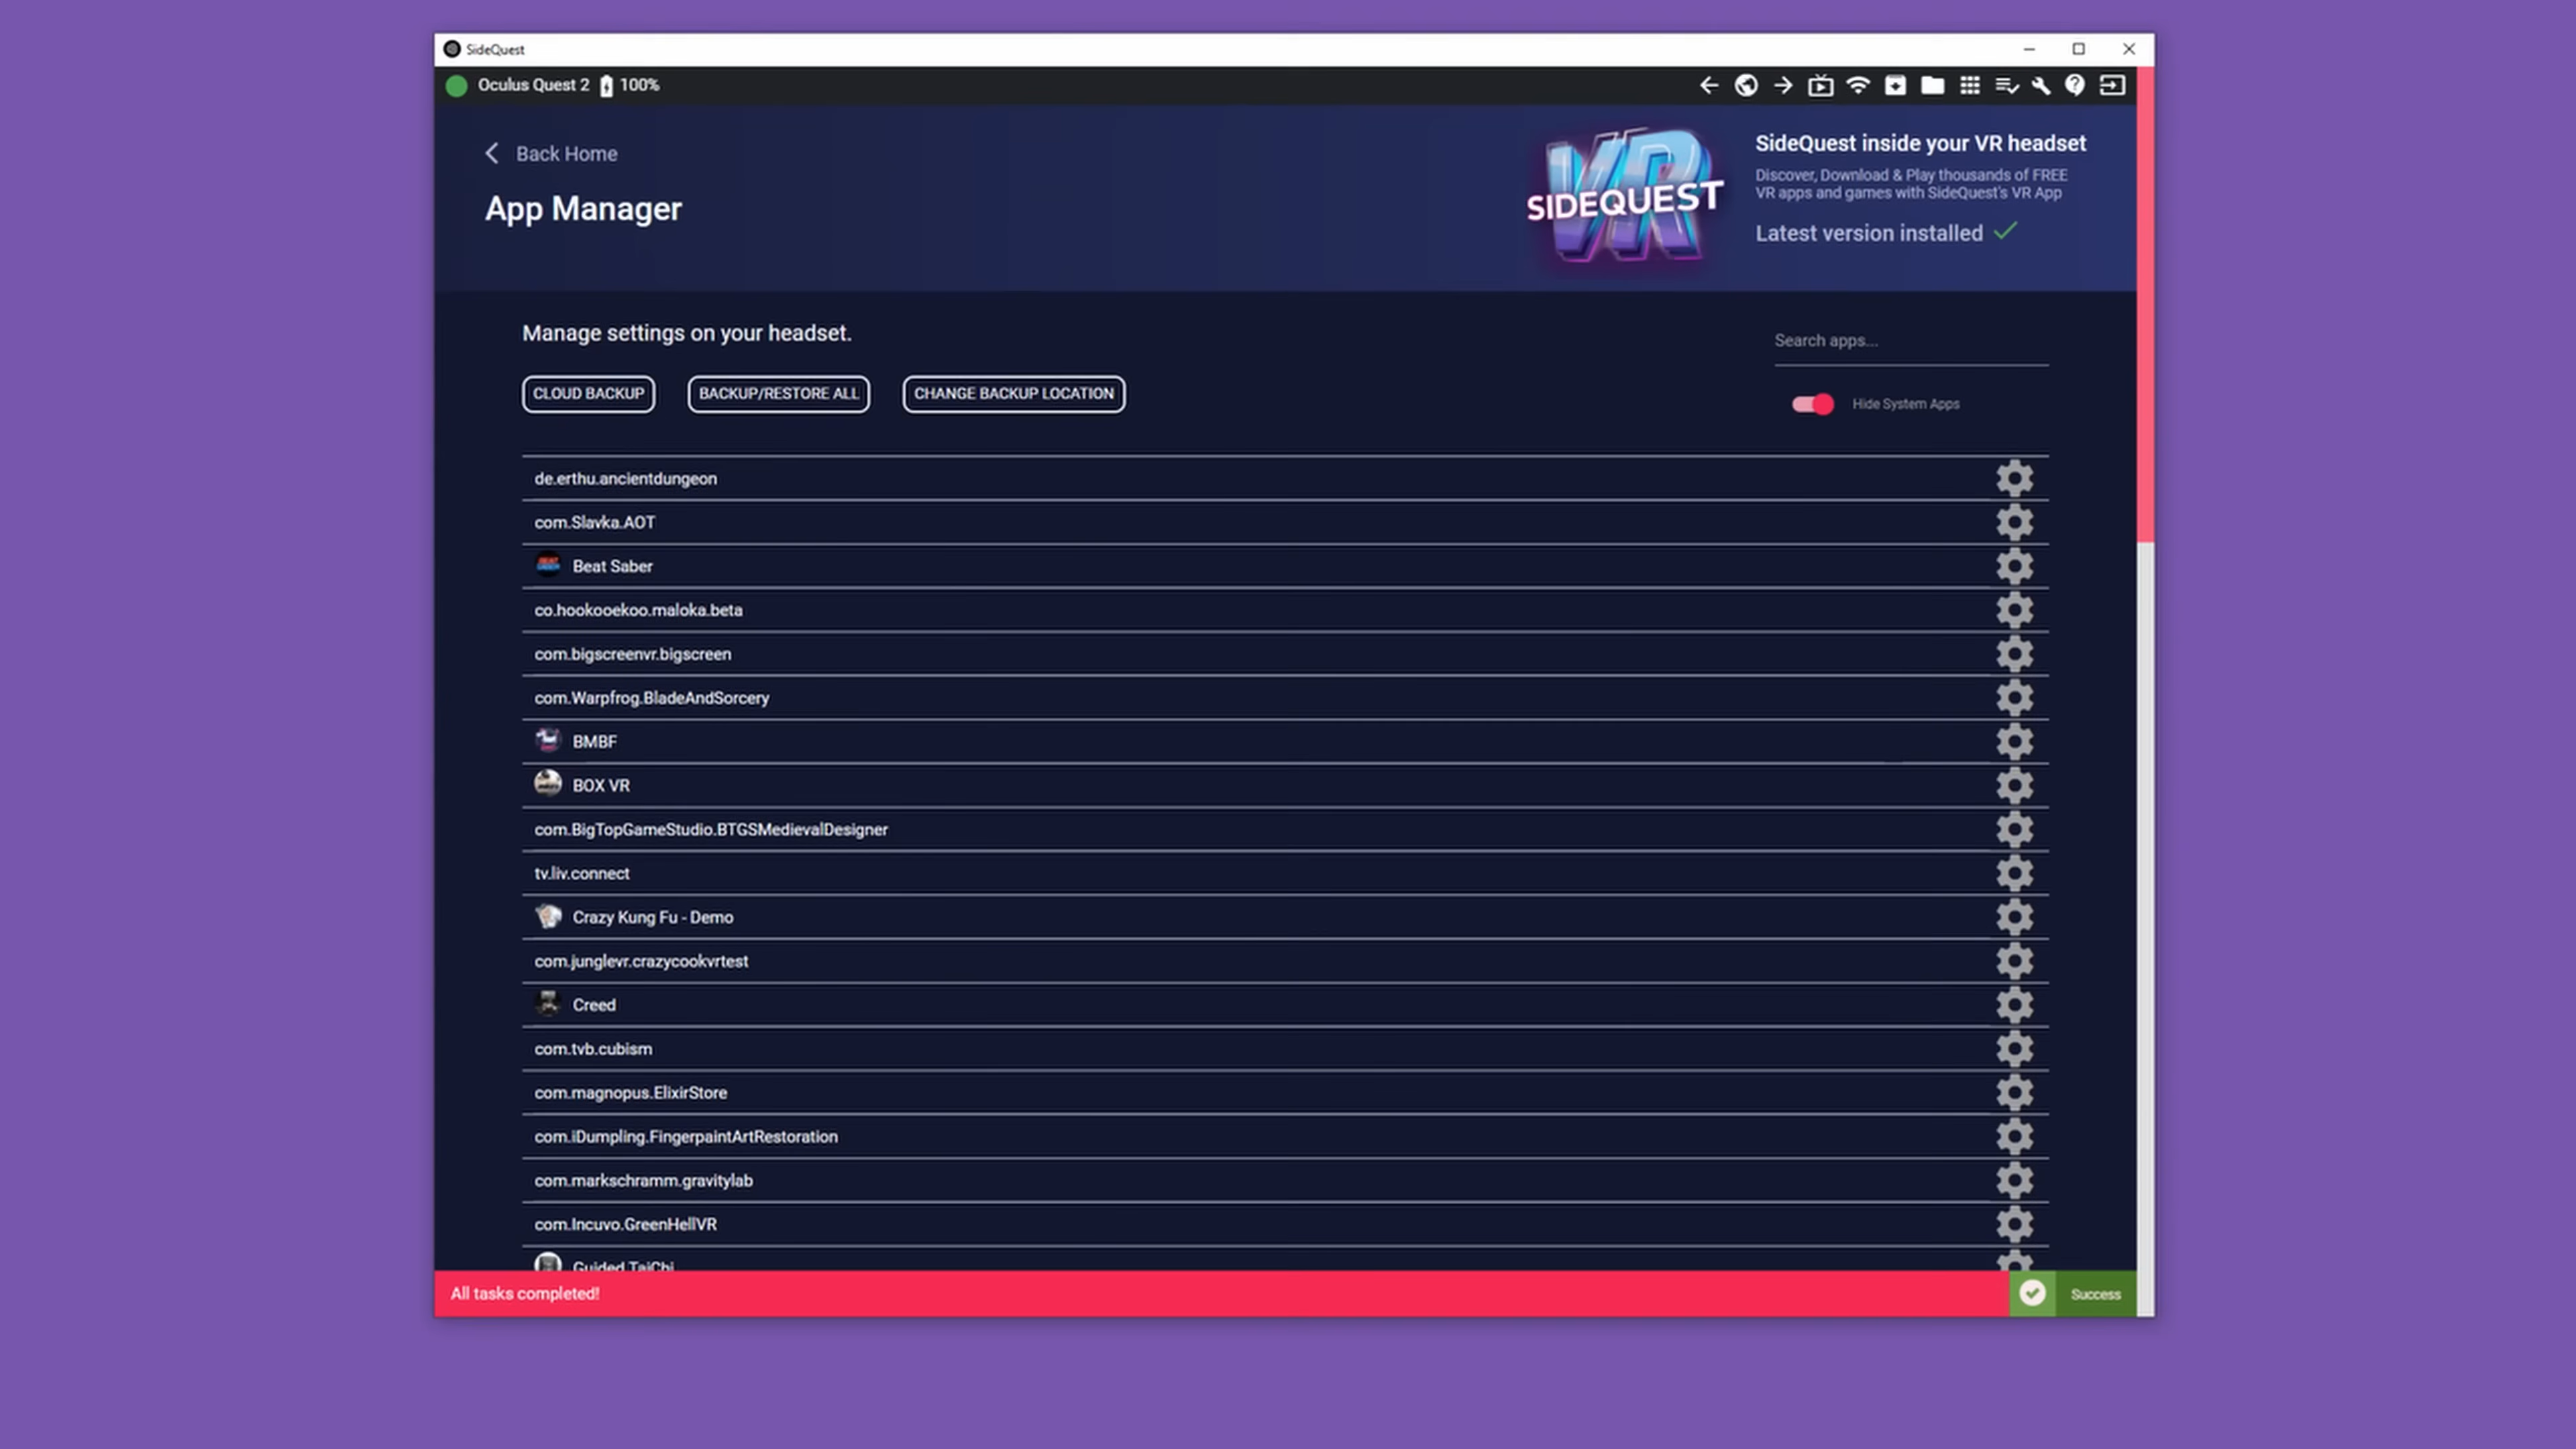 SideQuest
Oculus Quest 2 100%
Back Home
App Manager
VR
SIDEQUEST
SideQuest inside your VR headset
Discover, Download & Play thousands of FREE
VR apps and games with SideQuest's VR App
Latest version installed
Manage settings on your headset.
Search apps...
CLOUD BACKUP
BACKUP/RESTORE ALL
CHANGE BACKUP LOCATION
Hide System Apps
de.erthu.ancientdungeon
com.Slavka.AOT
Beat Saber
co.hookooekoo.maloka.beta
com.bigscreenvr.bigscreen
com.Warpfrog.BladeAndSorcery
BMBF
BOX VR
com.BigTopGameStudio.BTGSMedievalDesigner
tv.liv.connect
Crazy Kung Fu - Demo
com.junglevr.crazycookvrtest
Creed
com.tvb.cubism
com.magnopus.ElixirStore
com.iDumpling.FingerpaintArtRestoration
com.markschramm.gravitylab
com.Incuvo.GreenHellVR
Guided TaiChi
All tasks completed!
Success